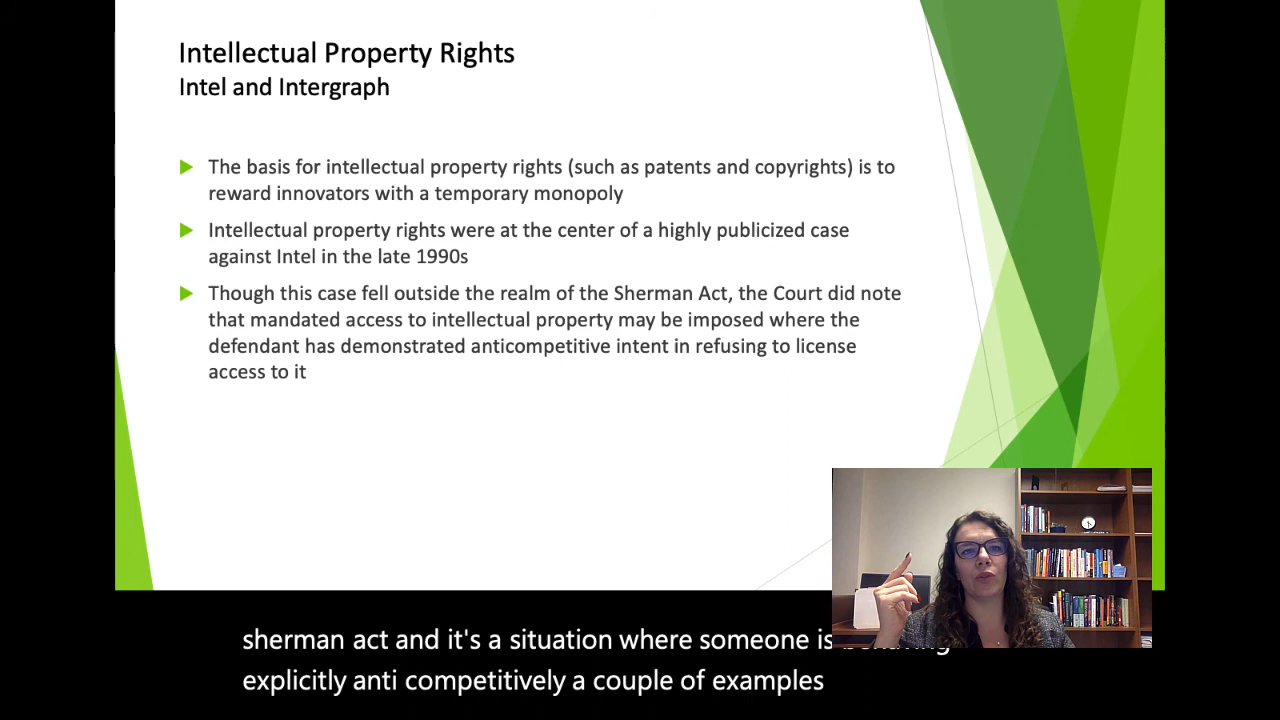 Intellectual Property Rights
Intel and Intergraph
The basis for intellectual property rights (such as patents and copyrights) is to
reward innovators with a temporary monopoly
Intellectual property rights were at the center of a highly publicized case
against Intel in the late 1990s
Though this case fell outside the realm of the Sherman Act, the Court did note
that mandated access to intellectual property may be imposed where the
defendant has demonstrated anticompetitive intent in refusing to license
access to it
sherman act and it's a situation where someone is
explicitly anti competitively a couple of examples